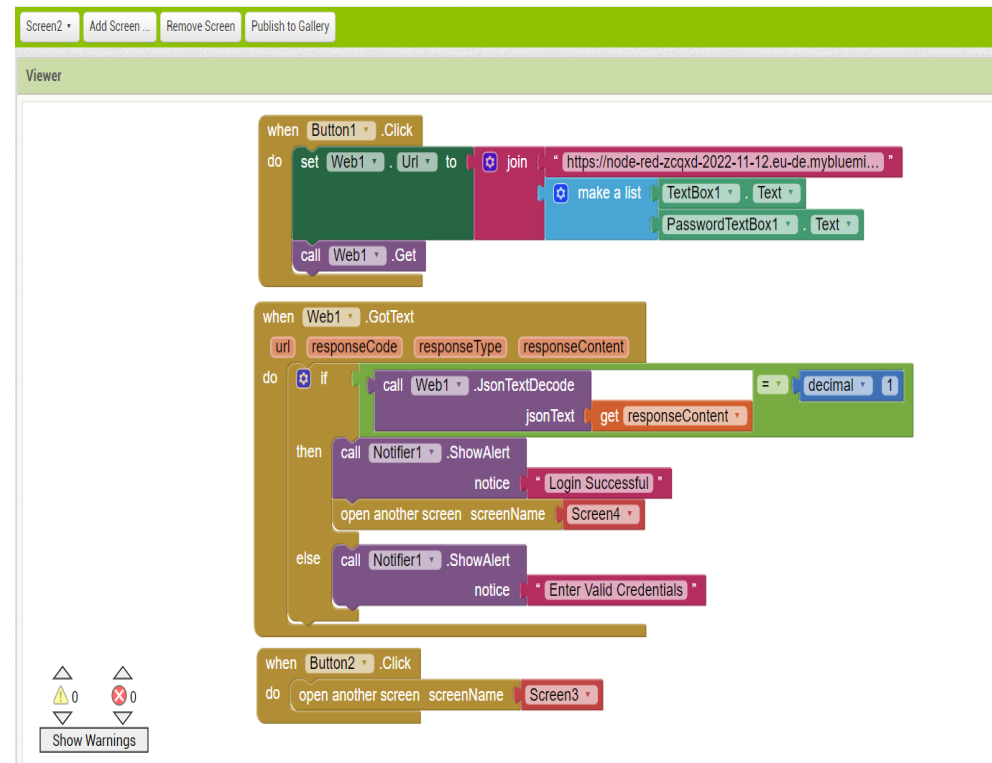 Screen2 Add Screen ... Remove Screen Publish to Gallery
Viewer
when Button1 .Click
do set Web1 . Url to join " https://node-red-zcqxd-2022-11-12.eu-de.mybluemi... "
make a list TextBox1 . Text
PasswordTextBox1 . Text
call Web1 .Get
when Web1 .GotText
url responseCode responseType responseContent
do if call Web1 .JsonTextDecode = decimal 1
jsonText get responseContent
then call Notifier1 .ShowAlert
notice " Login Successful "
open another screen screenName Screen4
else call Notifier1 .ShowAlert
notice " Enter Valid Credentials "
when Button2 .Click
do open another screen screenName Screen3
0 0
Show Warnings